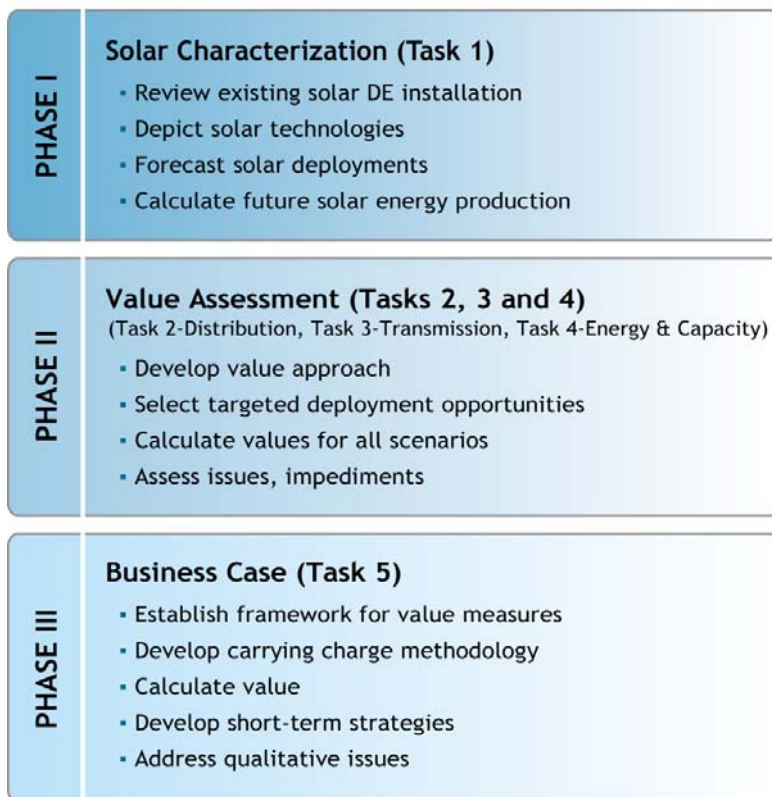 PHASE I
Solar Characterization (Task 1)
▪ Review existing solar DE installation
▪ Depict solar technologies
▪ Forecast solar deployments
▪ Calculate future solar energy production
PHASE II
Value Assessment (Tasks 2, 3 and 4)
(Task 2-Distribution, Task 3-Transmission, Task 4-Energy & Capacity)
▪ Develop value approach
▪ Select targeted deployment opportunities
▪ Calculate values for all scenarios
▪ Assess issues, impediments
PHASE III
Business Case (Task 5)
▪ Establish framework for value measures
▪ Develop carrying charge methodology
▪ Calculate value
▪ Develop short-term strategies
▪ Address qualitative issues